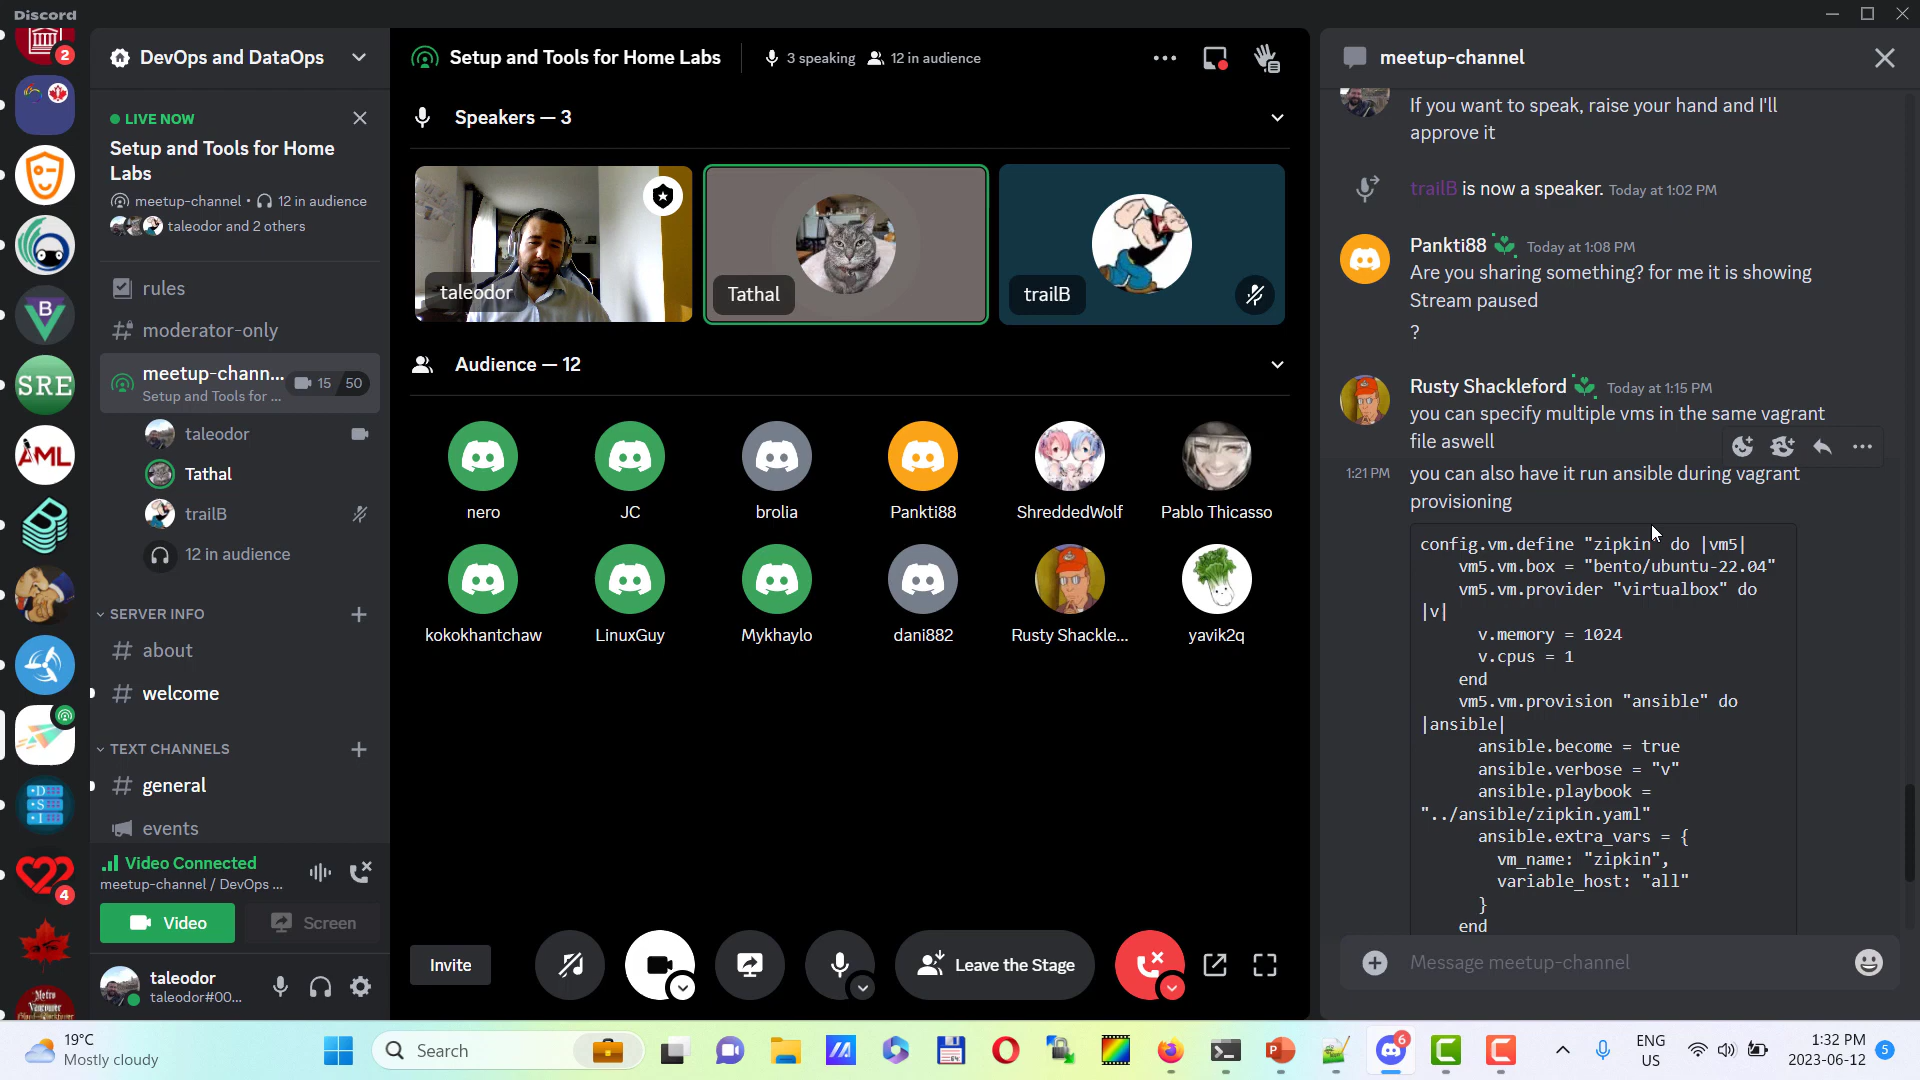 Discord
2
DevOps and DataOps
LIVE NOW
Setup and Tools for Home
Labs
meetup-channel • 12 in audience
taleodor and 2 others
rules
moderator-only
meetup-chann...
15 50
Setup and Tools for ...
taleodor
Tathal
trailB
12 in audience
SERVER INFO
about
welcome
TEXT CHANNELS
general
events
Video Connected
meetup-channel / DevOps ...
Video
Screen
taleodor
taleodor#00...
B
SRE
AML
D
S
I
22
4
Metro
Vancouver
Setup and Tools for Home Labs
3 speaking
12 in audience
Speakers — 3
taleodor
Tathal
trailB
Audience — 12
nero
JC
brolia
Pankti88
ShreddedWolf
Pablo Thicasso
kokokhantchaw
LinuxGuy
Mykhaylo
dani882
Rusty Shackle...
yavik2q
Invite
Leave the Stage
meetup-channel
If you want to speak, raise your hand and I'll
approve it
trailB is now a speaker. Today at 1:02 PM
Pankti88 Today at 1:08 PM
Are you sharing something? for me it is showing
Stream paused
?
Rusty Shackleford Today at 1:15 PM
you can specify multiple vms in the same vagrant
file aswell
1:21 PM you can also have it run ansible during vagrant
provisioning
config.vm.define "zipkin" do |vm5|
vm5.vm.box = "bento/ubuntu-22.04"
vm5.vm.provider "virtualbox" do
|v|
v.memory = 1024
v.cpus = 1
end
vm5.vm.provision "ansible" do
|ansible|
ansible.become = true
ansible.verbose = "v"
ansible.playbook =
"../ansible/zipkin.yaml"
ansible.extra_vars = {
vm_name: "zipkin",
variable_host: "all"
}
end
Message meetup-channel
19°C
Mostly cloudy
Search
64
6
ENG
US
1:32 PM
2023-06-12
5